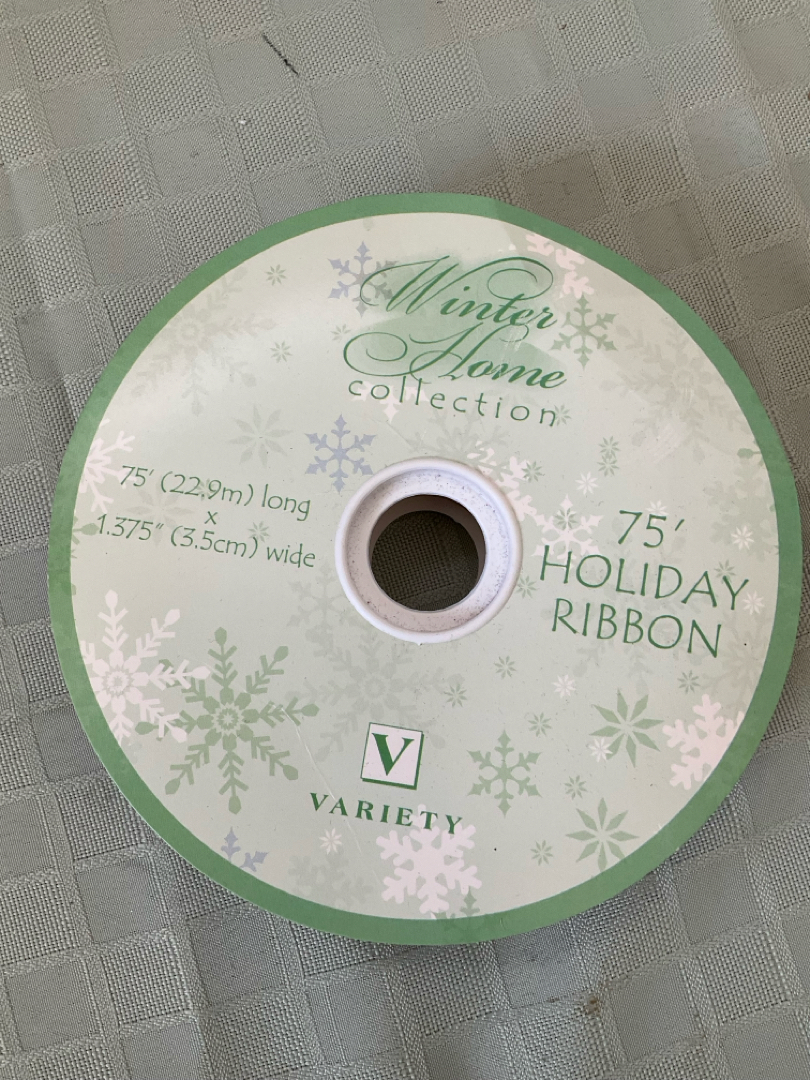 Winter
Home
collection
75' (22.9m) long
x
1.375" (3.5cm) wide
75'
HOLIDAY
RIBBON
V
VARIETY